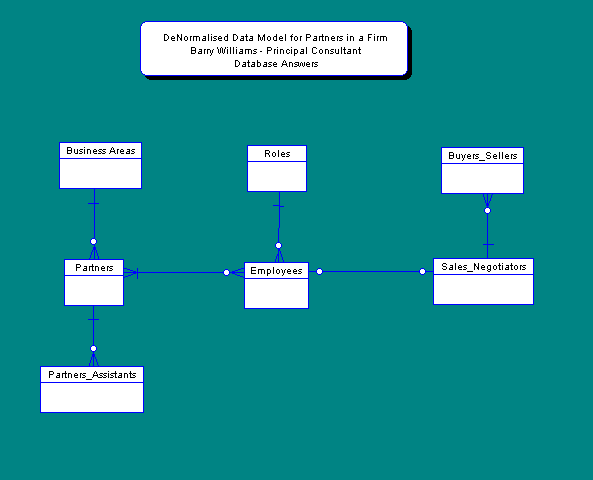 DeNormalised Data Model for Partners in a Firm
Barry Williams - Principal Consultant
Database Answers
Business Areas
Roles
Buyers_Sellers
Partners
Employees
Sales_Negotiators
Partners_Assistants